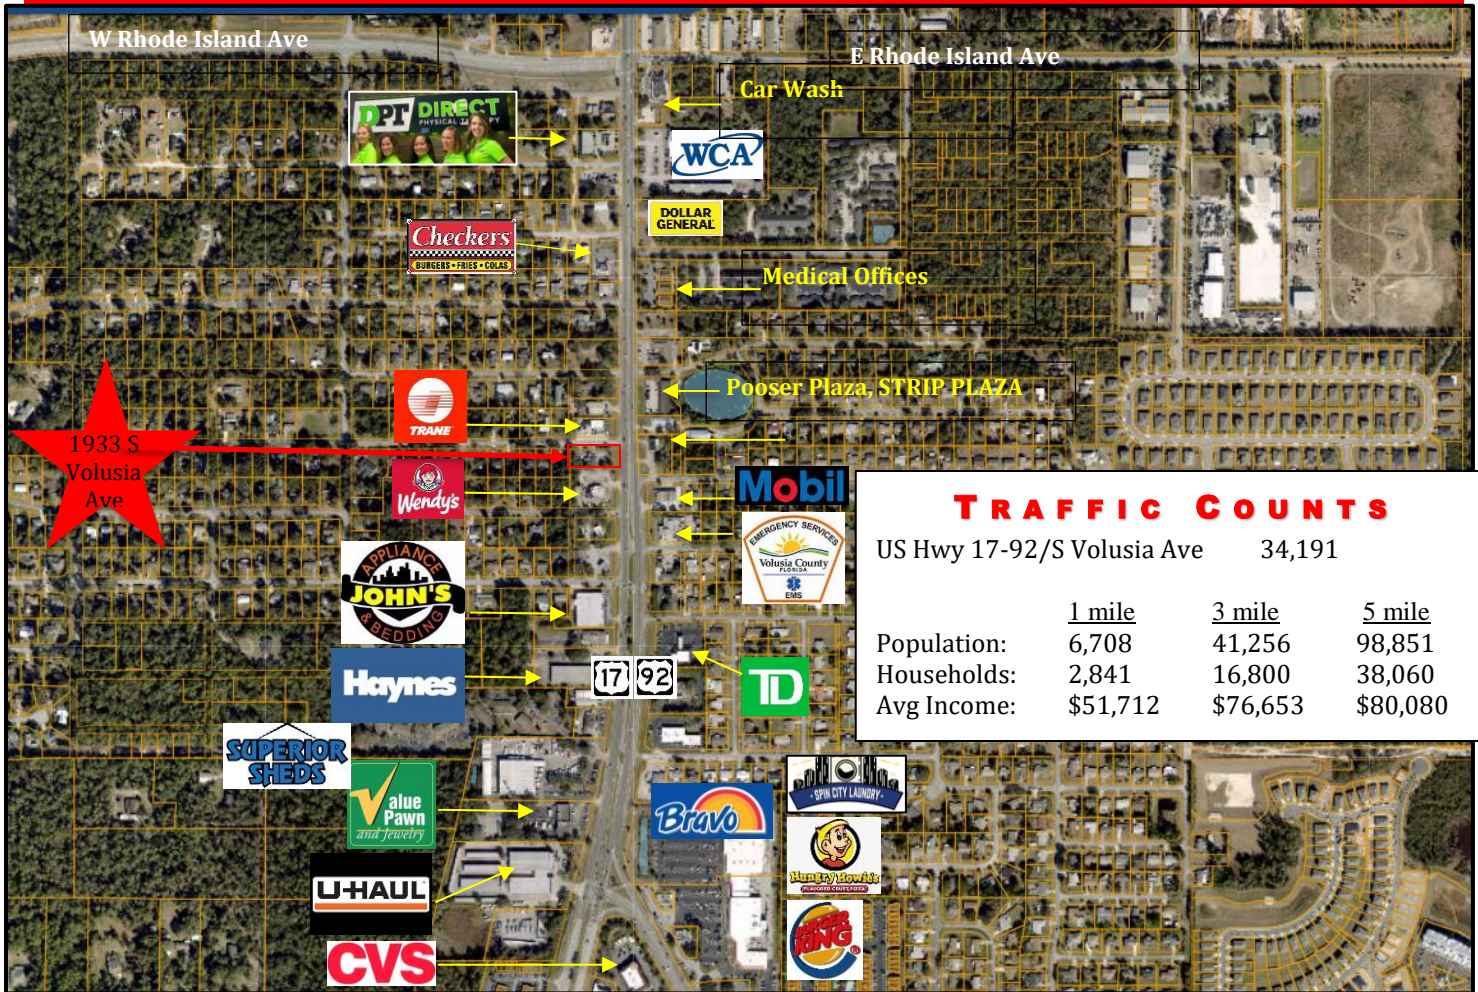 W Rhode Island Ave
E Rhode Island Ave
Car Wash
DPT DIRECT
PHYSICAL THERAPY
WCA
DOLLAR
GENERAL
Checkers
BURGERS • FRIES • COLAS
Medical Offices
Pooser Plaza, STRIP PLAZA
TRANE
1933 S
Volusia
Ave
Wendy's
Mobil
EMERGENCY SERVICES
Volusia County
FLORIDA
EMS
TRAFFIC COUNTS
US Hwy 17-92/S Volusia Ave 34,191
1 mile 3 mile 5 mile
Population: 6,708 41,256 98,851
Households: 2,841 16,800 38,060
Avg Income: $51,712 $76,653 $80,080
APPLIANCE
JOHN'S
& BEDDING
Haynes
17 92
TD
SUPERIOR
SHEDS
Value
Pawn
and Jewelry
Bravo
SPIN CITY LAUNDRY
Hungry Howie's
FLAVORED CRUST PIZZA
U-HAUL
BURGER
KING
CVS